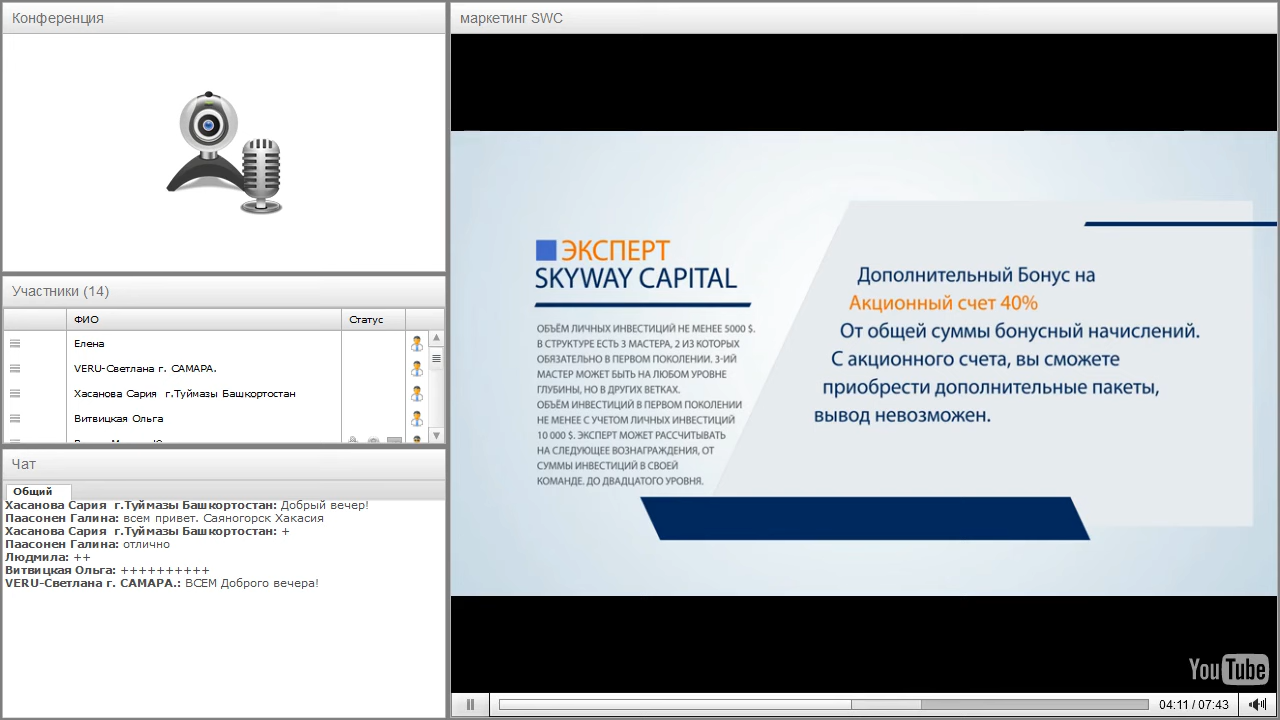 Конференция
Участники (14)
ФИО
Статус
Елена
VERU-Светлана г. САМАРА.
Хасанова Сария г.Туймазы Башкортостан
Витвицкая Ольга
Чат
Общий
Хасанова Сария г.Туймазы Башкортостан: Добрый вечер!
Паасонен Галина: всем привет. Саяногорск Хакасия
Хасанова Сария г.Туймазы Башкортостан: +
Паасонен Галина: отлично
Людмила: ++
Витвицкая Ольга: ++++++++++
VERU-Светлана г. САМАРА.: ВСЕМ Доброго вечера!
маркетинг SWC
ЭКСПЕРТ
SKYWAY CAPITAL
ОБЪЁМ ЛИЧНЫХ ИНВЕСТИЦИЙ НЕ МЕНЕЕ 5000 $.
В СТРУКТУРЕ ЕСТЬ 3 МАСТЕРА, 2 ИЗ КОТОРЫХ
ОБЯЗАТЕЛЬНО В ПЕРВОМ ПОКОЛЕНИИ. 3-ИЙ
МАСТЕР МОЖЕТ БЫТЬ НА ЛЮБОМ УРОВНЕ
ГЛУБИНЫ, НО В ДРУГИХ ВЕТКАХ.
ОБЪЁМ ИНВЕСТИЦИЙ В ПЕРВОМ ПОКОЛЕНИИ
НЕ МЕНЕЕ С УЧЕТОМ ЛИЧНЫХ ИНВЕСТИЦИЙ
10 000 $. ЭКСПЕРТ МОЖЕТ РАССЧИТЫВАТЬ
НА СЛЕДУЮЩЕЕ ВОЗНАГРАЖДЕНИЯ, ОТ
СУММЫ ИНВЕСТИЦИЙ В СВОЕЙ
КОМАНДЕ. ДО ДВАДЦАТОГО УРОВНЯ.
Дополнительный Бонус на
Акционный счет 40%
От общей суммы бонусный начислений.
С акционного счета, вы сможете
приобрести дополнительные пакеты,
вывод невозможен.
YouTube
04:11 / 07:43